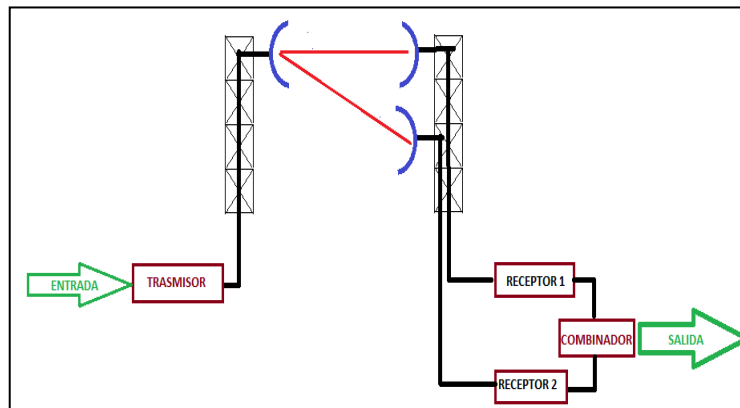 ENTRADA
TRASMISOR
RECEPTOR 1
COMBINADOR
SALIDA
RECEPTOR 2